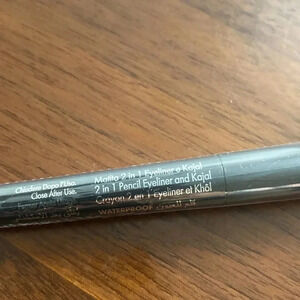 Chiudere Dopo l'Uso.
Close After Use.
Matita 2 in 1 Eyeliner e Kajal
2 in 1 Pencil Eyeliner and Kajal
Crayon 2 en 1 Eyeliner et Khôl
WATERPROOF